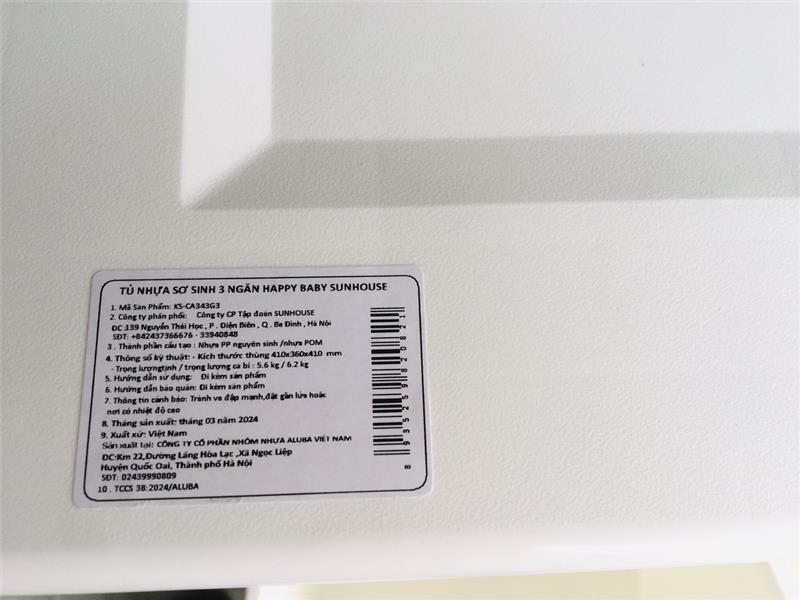 TỦ NHỰA SƠ SINH 3 NGĂN HAPPY BABY SUNHOUSE
1. Mã Sản Phẩm: KS-CA343G3
2. Công ty phân phối: Công ty CP Tập đoàn SUNHOUSE
ĐC 139 Nguyễn Thái Học , P . Điện Biên , Q . Ba Đình , Hà Nội
SĐT: +842437366676 - 33940848
3 . Thành phần cấu tạo : Nhựa PP nguyên sinh /nhựa POM
4. Thông số kỹ thuật: - Kích thước thùng 410x360x410 mm
- Trọng lượngtịnh / trọng lượng cả bì : 5.6 kg / 6.2 kg
5. Hướng dẫn sử dụng: Đi kèm sản phẩm
6. Hướng dẫn bảo quản: Đi kèm sản phẩm
7. Thông tin cảnh báo: Tránh va đập mạnh,đặt gần lửa hoặc
nơi có nhiệt độ cao
8. Tháng sản xuất: tháng 03 năm 2024
9. Xuất xứ: Việt Nam
Sản xuất tại: CÔNG TY CỔ PHẦN NHÔM NHỰA ALUBA VIỆT NAM
ĐC:Km 22,Đường Láng Hòa Lạc ,Xã Ngọc Liệp
Huyện Quốc Oai, Thành phố Hà Nội
SĐT: 02439990809
10 . TCCS 38:2024/ALUBA
8 935259 820821